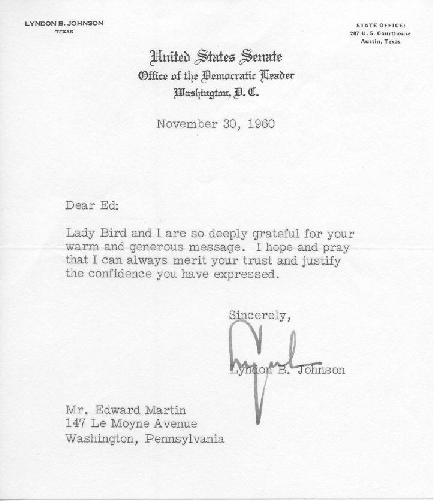 LYNDON B. JOHNSON
TEXAS
STATE OFFICE:
297 U. S. Courthouse
Austin, Texas
United States Senate
Office of the Democratic Leader
Washington, D. C.
November 30, 1960
Dear Ed:
Lady Bird and I are so deeply grateful for your
warm and generous message. I hope and pray
that I can always merit your trust and justify
the confidence you have expressed.
Sincerely,
Lyndon
Lyndon B. Johnson
Mr. Edward Martin
147 Le Moyne Avenue
Washington, Pennsylvania